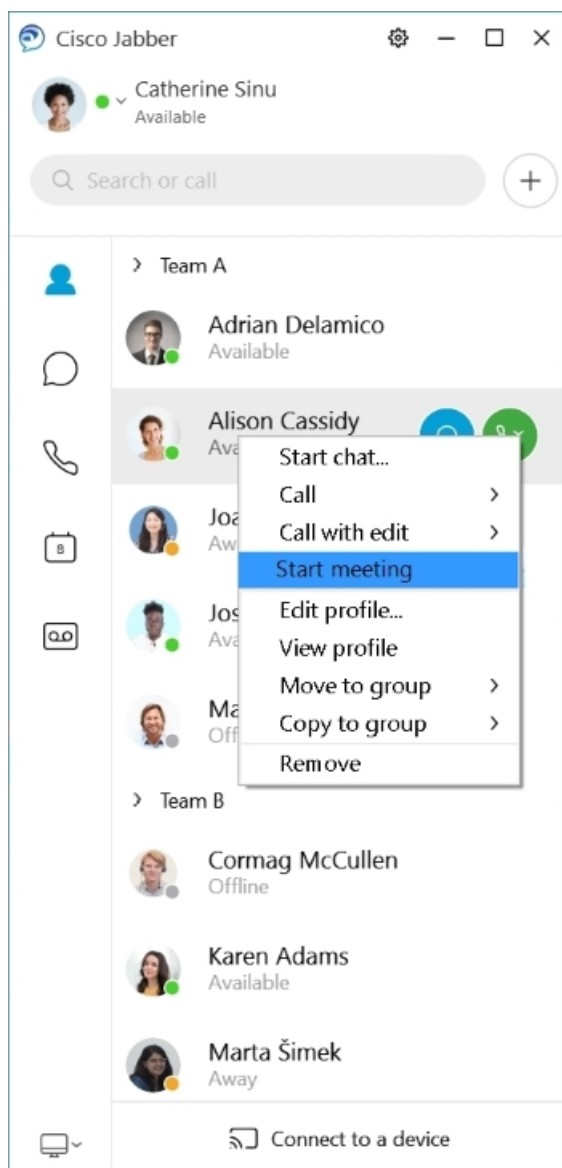 Cisco Jabber
Catherine Sinu
Available
Search or call
Team A
Adrian Delamico
Available
Alison Cassidy
Start chat...
Call
Call with edit
Start meeting
Edit profile...
View profile
Move to group
Copy to group
Remove
8
Team B
Cormag McCullen
Offline
Karen Adams
Available
Marta Šimek
Away
Connect to a device